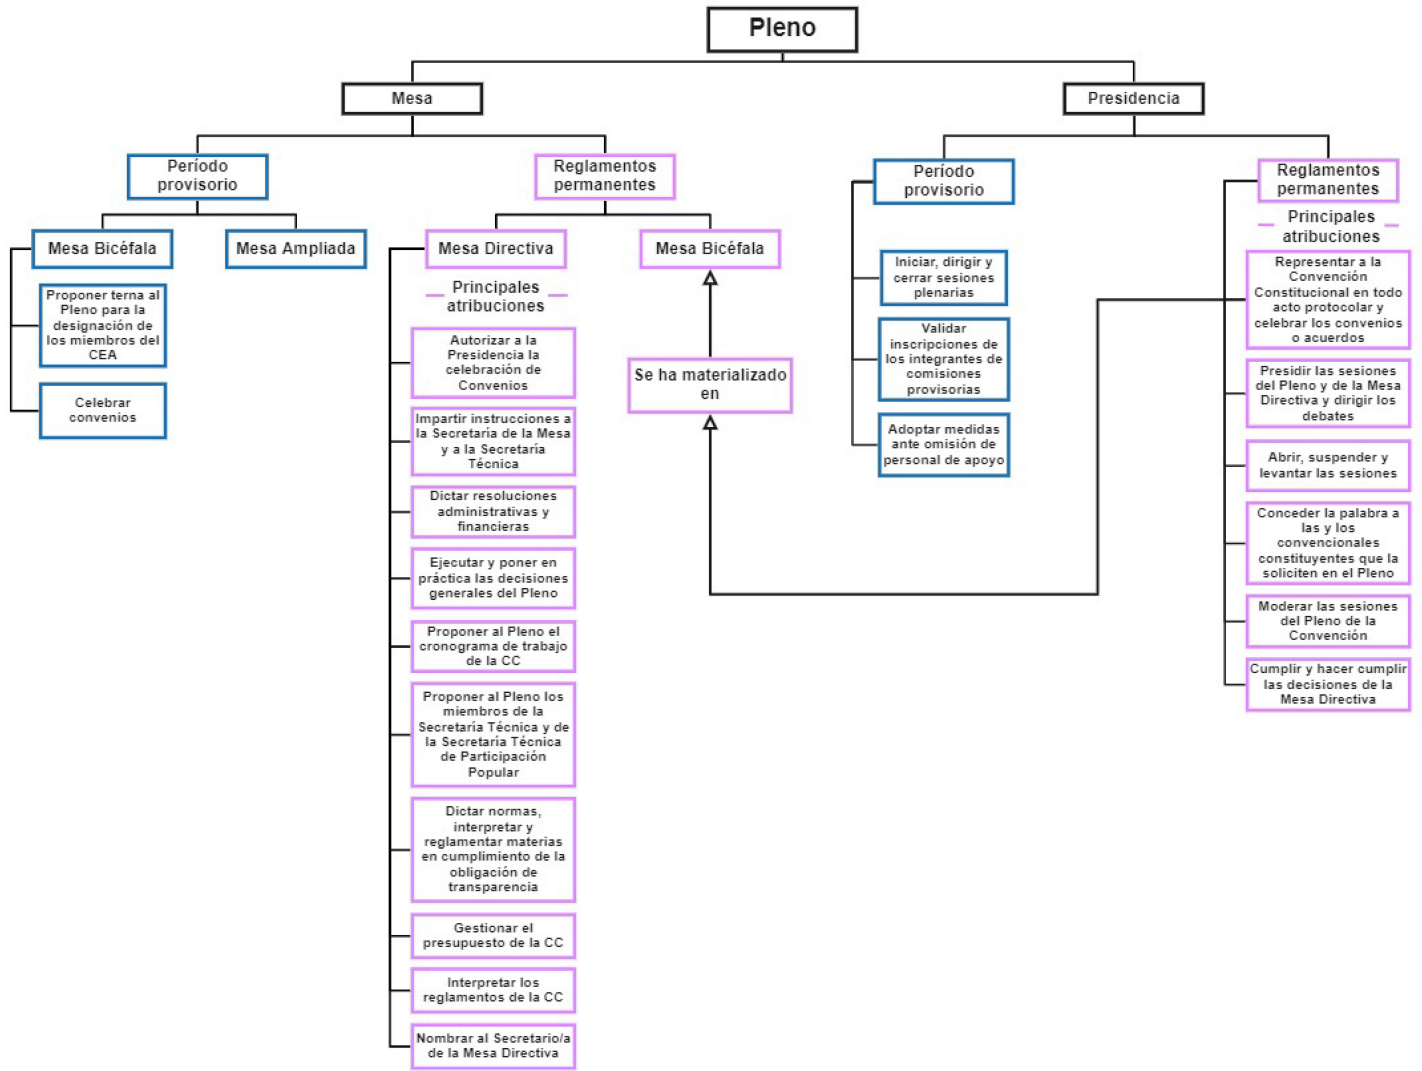 Pleno
Mesa
Presidencia
Período
provisorio
Reglamentos
permanentes
Mesa Bicéfala
Mesa Ampliada
Proponer terna al
Pleno para la
designación de
los miembros del
CEA
Celebrar
convenios
Mesa Directiva
Mesa Bicéfala
Principales
atribuciones
Autorizar a la
Presidencia la
celebración de
Convenios
Impartir instrucciones a
la Secretaría de la Mesa
y a la Secretaría
Técnica
Dictar resoluciones
administrativas y
financieras
Ejecutar y poner en
práctica las decisiones
generales del Pleno
Proponer al Pleno el
cronograma de trabajo
de la CC
Proponer al Pleno los
miembros de la
Secretaría Técnica y de
la Secretaría Técnica
de Participación
Popular
Dictar normas,
interpretar y
reglamentar materias
en cumplimiento de la
obligación de
transparencia
Gestionar el
presupuesto de la CC
Interpretar los
reglamentos de la CC
Nombrar al Secretario/a
de la Mesa Directiva
Se ha materializado
en
Período
provisorio
Iniciar, dirigir y
cerrar sesiones
plenarias
Validar
inscripciones de
los integrantes de
comisiones
provisorias
Adoptar medidas
ante omisión de
personal de apoyo
Reglamentos
permanentes
Principales
atribuciones
Representar a la
Convención
Constitucional en todo
acto protocolar y
celebrar los convenios
o acuerdos
Presidir las sesiones
del Pleno y de la Mesa
Directiva y dirigir los
debates
Abrir, suspender y
levantar las sesiones
Conceder la palabra a
las y los
convencionales
constituyentes que la
soliciten en el Pleno
Moderar las sesiones
del Pleno de la
Convención
Cumplir y hacer cumplir
las decisiones de la
Mesa Directiva